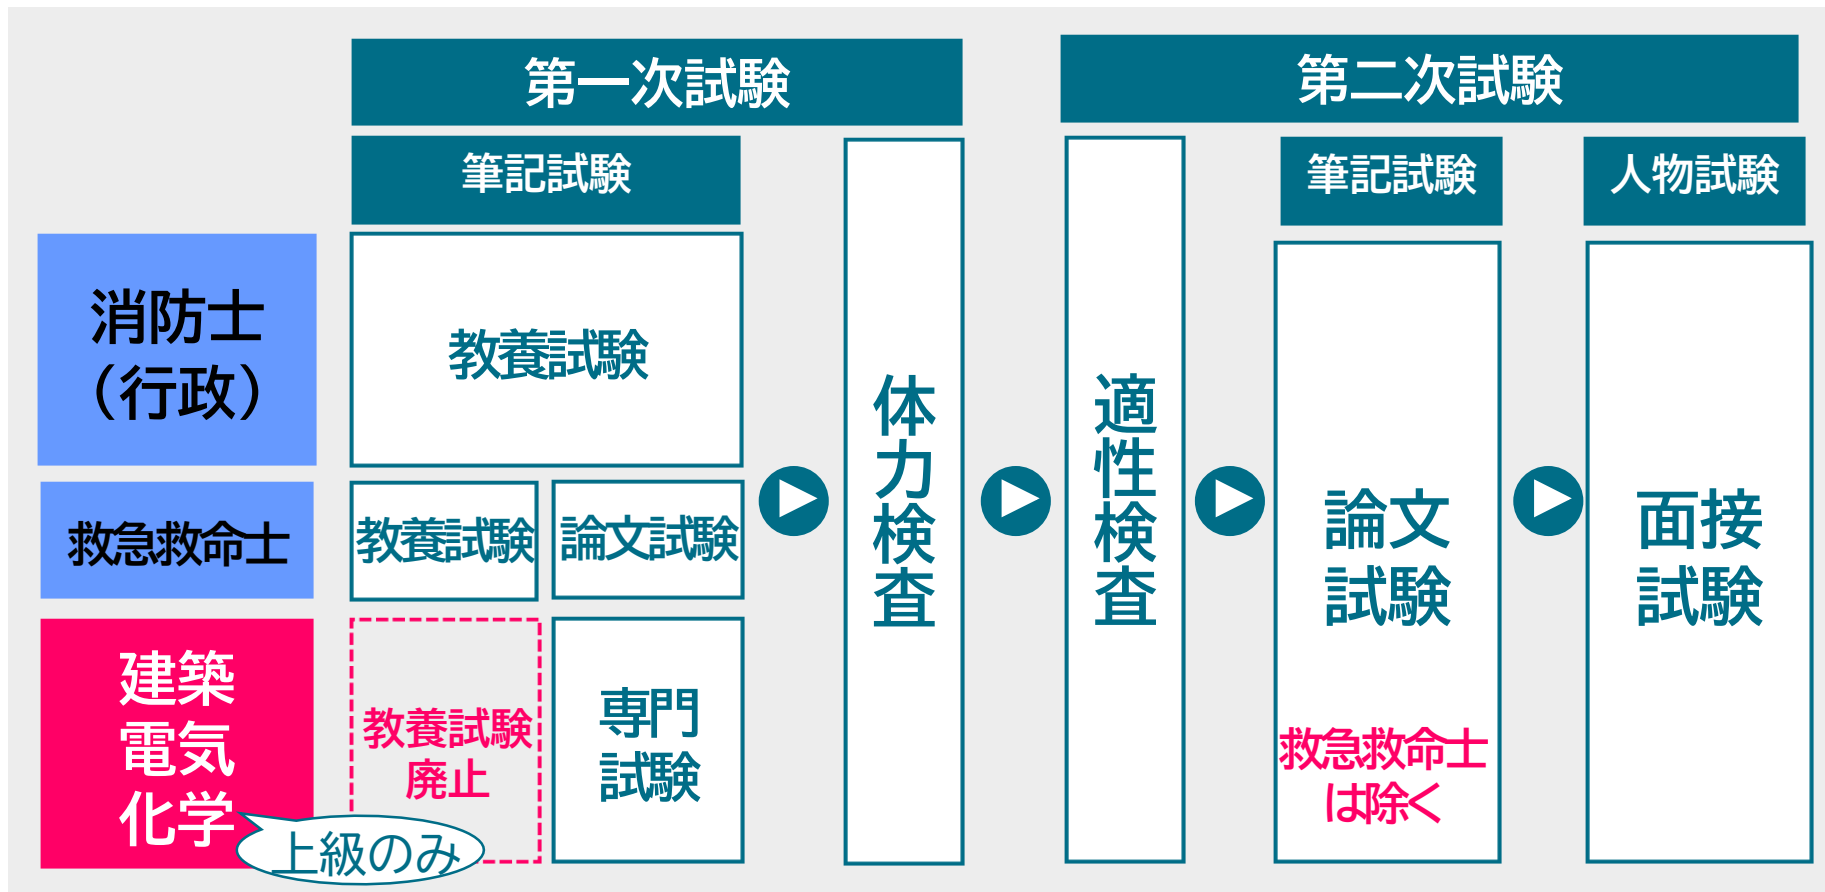 第一次試験
第二次試験
筆記試験
筆記試験
人物試験
消防士
（行政）
教養試験
体力検査
適性検査
論文
試験
面接
試験
救急救命士
教養試験
論文試験
建築
電気
化学
教養試験
廃止
専門
試験
救急救命士
は除く
上級のみ